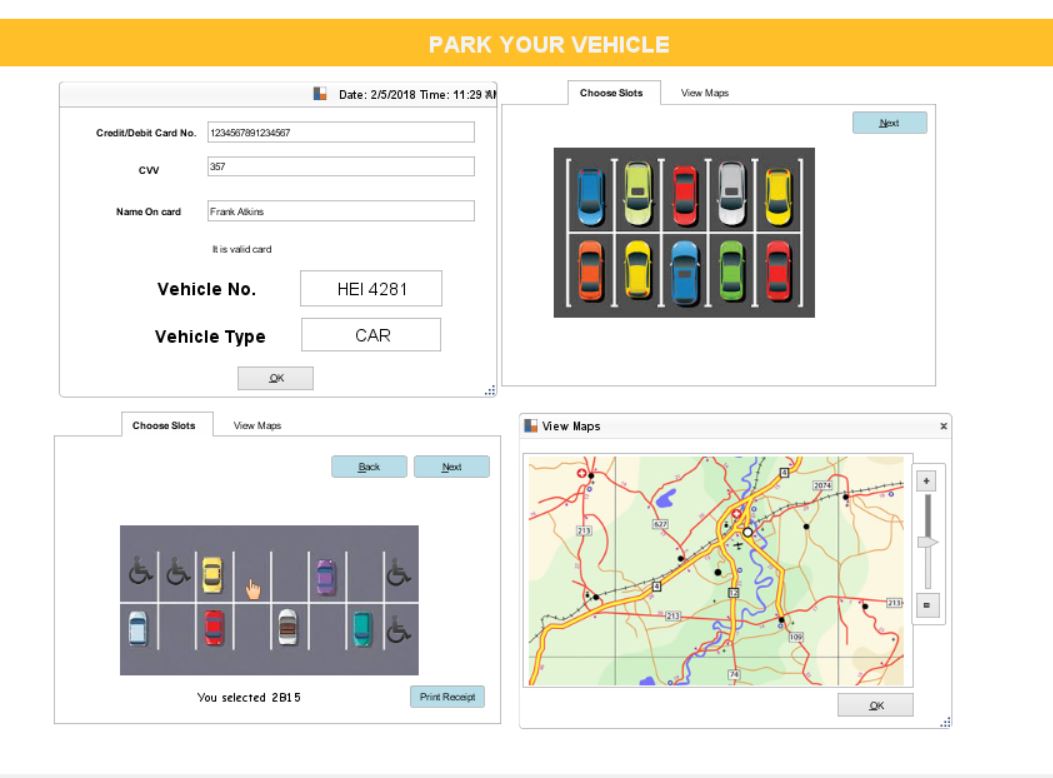 PARK YOUR VEHICLE
Date: 2/5/2018 Time: 11:29 AM
Credit/Debit Card No. 1234567891234567
CVV 357
Name On card Frank Atkins
It is valid card
Vehicle No. HEI 4281
Vehicle Type CAR
OK
Choose Slots View Maps
Next
Choose Slots View Maps
Back Next
You selected 2B15
Print Receipt
View Maps x
4
2074
213
627
4
12
213
213
109
74
OK